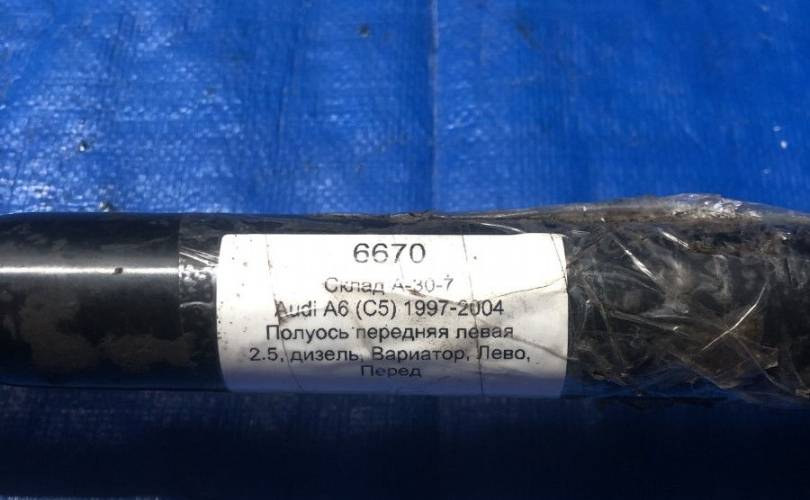 6670
Склад А-30-7
Audi A6 (C5) 1997-2004
Полуось передняя левая
2.5, дизель, Вариатор, Лево,
Перед